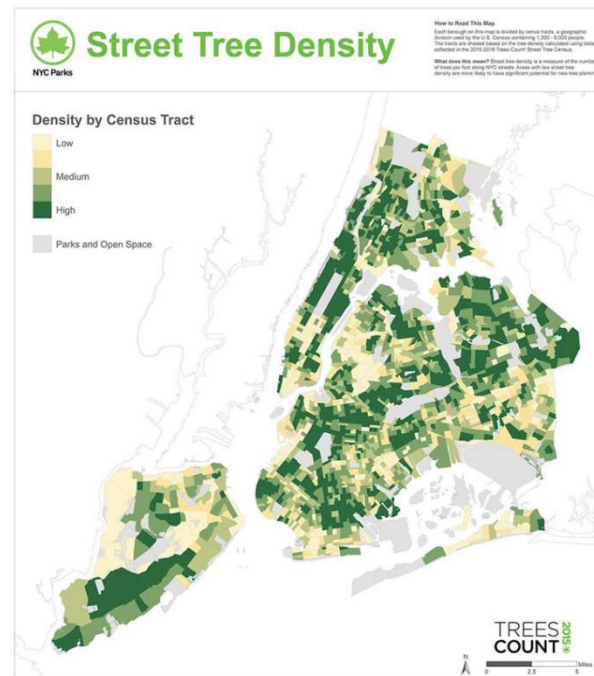 NYC Parks
Street Tree Density
How to Read This Map
Each borough on this map is divided by census tracts, a geographic
division used by the U.S. Census containing 1,200 - 8,000 people.
The tracts are shaded based on the tree density calculated using data
collected in the 2015-2016 Trees Count! Street Tree Census.
What does this mean? Street tree density is a measure of the number
of trees per foot along NYC streets. Areas with low street tree
density are more likely to have significant potential for new tree plantin
Density by Census Tract
Low
Medium
High
Parks and Open Space
TREES
COUNT
2015
N
Miles
0
2.5
5